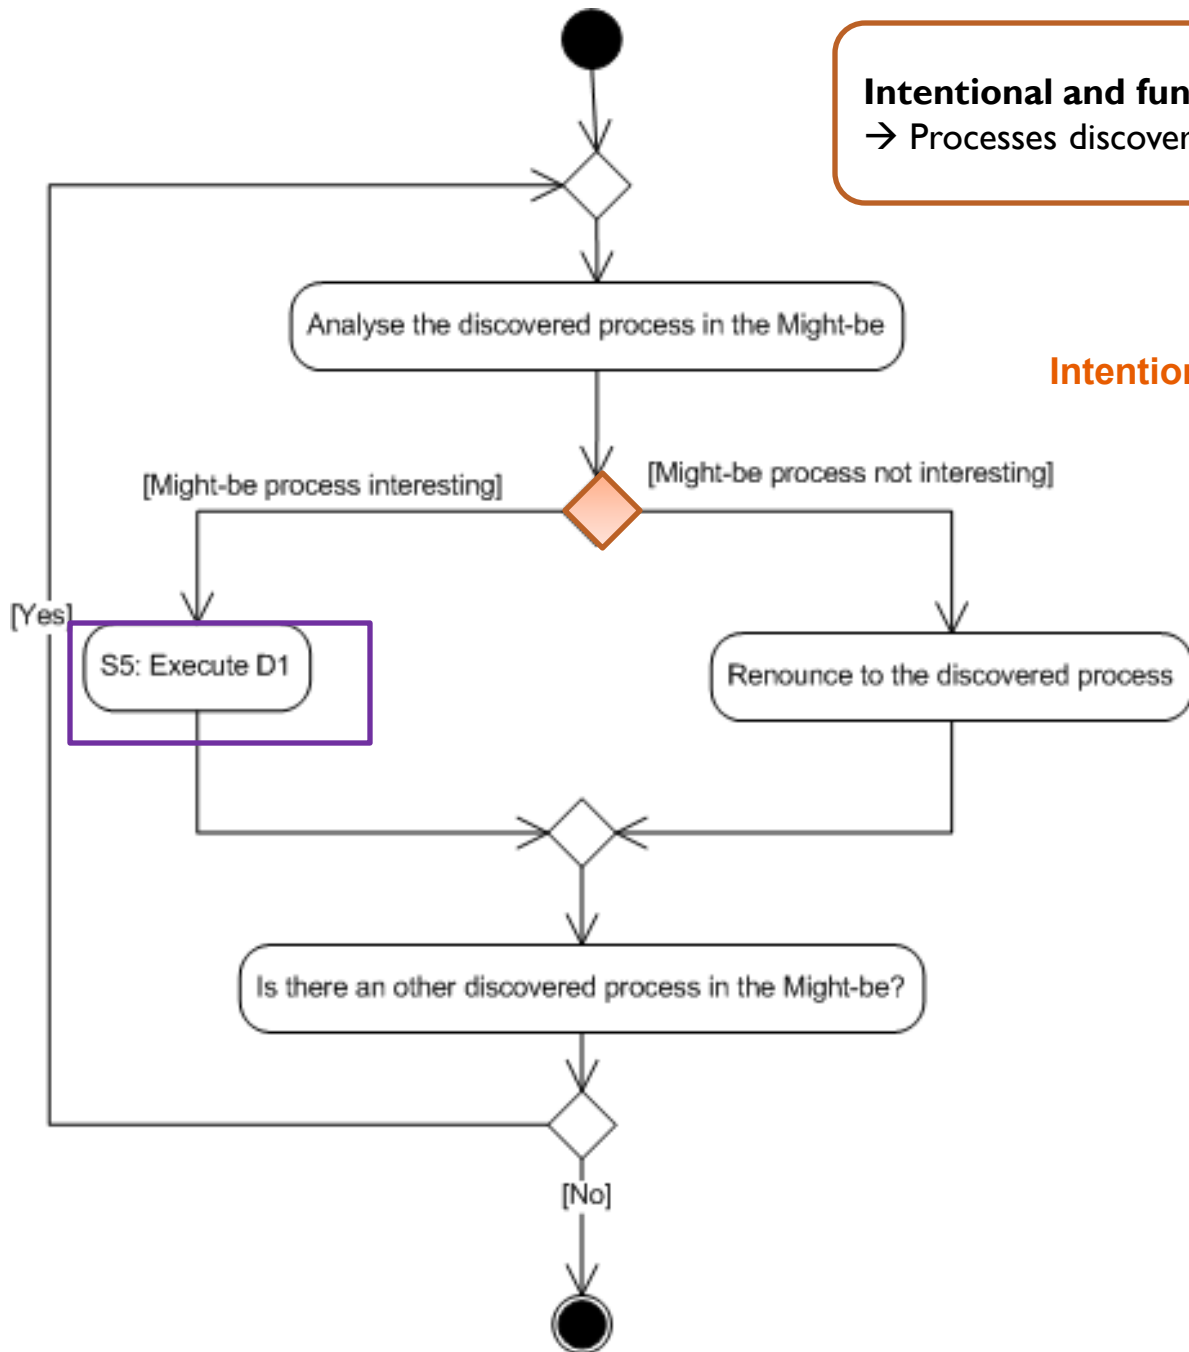 Intentional and fun
→ Processes discover
Analyse the discovered process in the Might-be
Intention
[Might-be process interesting]
[Might-be process not interesting]
[Yes]
S5: Execute D1
Renounce to the discovered process
Is there an other discovered process in the Might-be?
[No]